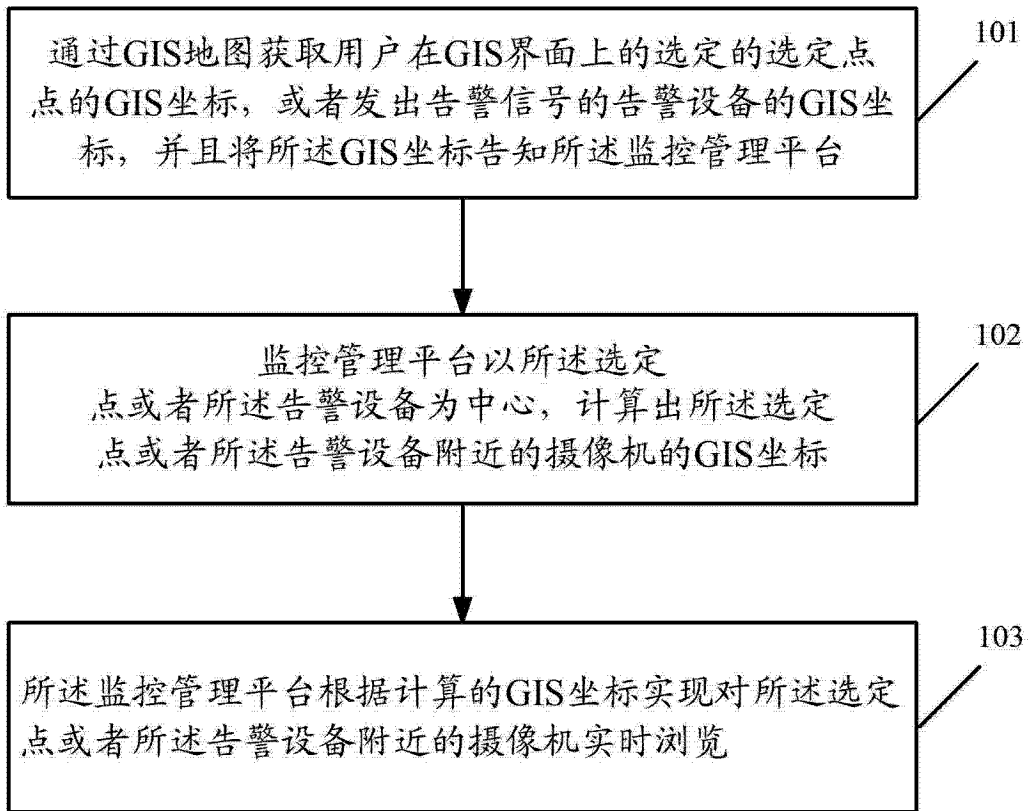 通过GIS地图获取用户在GIS界面上的选定的选定点
点的GIS坐标，或者发出告警信号的告警设备的GIS坐
标，并且将所述GIS坐标告知所述监控管理平台
101
监控管理平台以所述选定
点或者所述告警设备为中心，计算出所述选定
点或者所述告警设备附近的摄像机的GIS坐标
102
所述监控管理平台根据计算的GIS坐标实现对所述选定
点或者所述告警设备附近的摄像机实时浏览
103